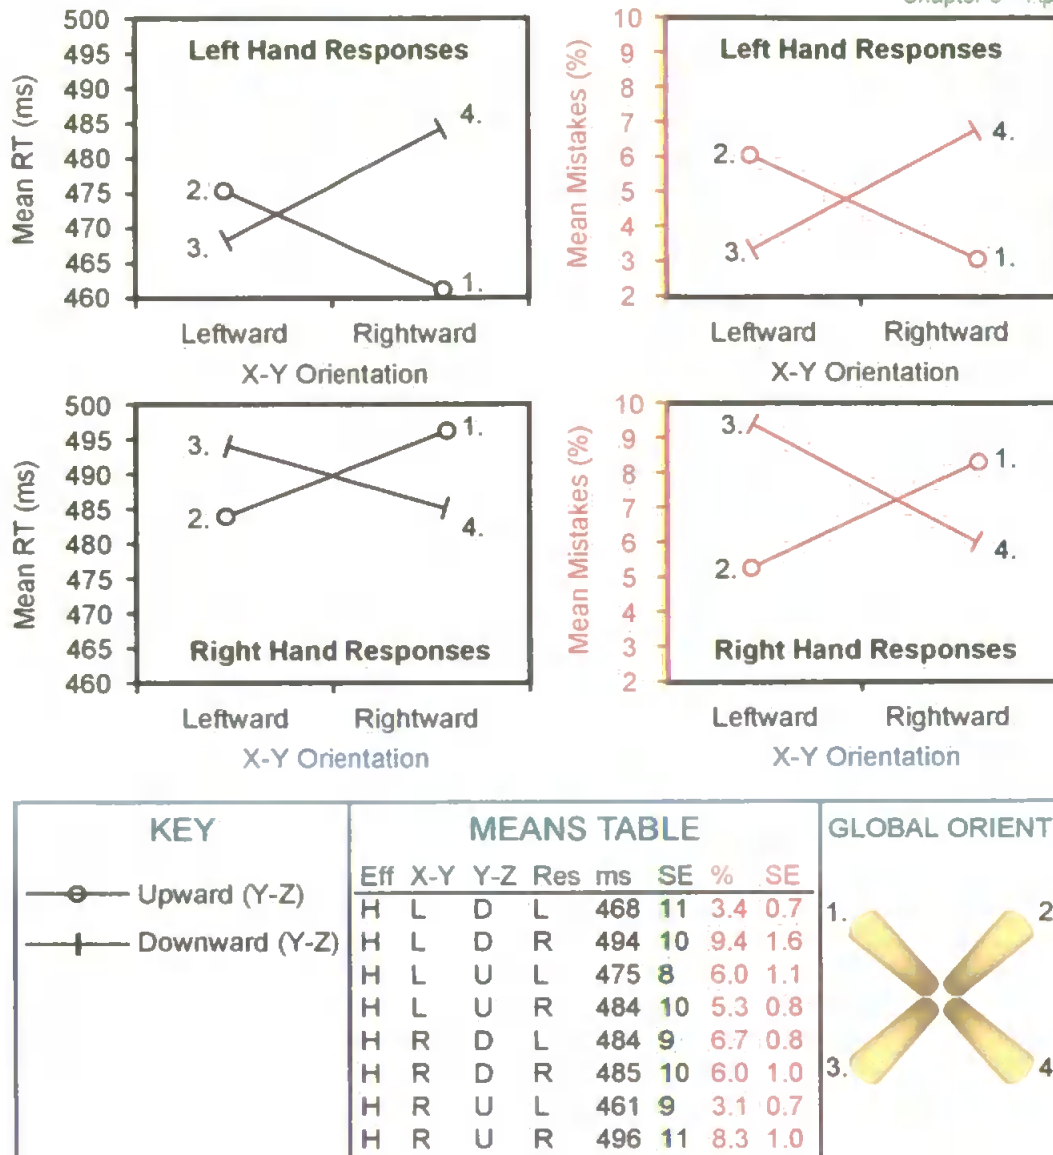 Chapter
500
495
490
485
480
475
470
465
460
Mean RT (ms)
Left Hand Responses
2.
3.
4.
1.
Leftward Rightward
X-Y Orientation
10
9
8
7
6
5
4
3
2
Mean Mistakes (%)
Left Hand Responses
2.
3.
4.
1.
Leftward Rightward
X-Y Orientation
500
495
490
485
480
475
470
465
460
Mean RT (ms)
3.
2.
1.
4.
Right Hand Responses
Leftward Rightward
X-Y Orientation
10
9
8
7
6
5
4
3
2
Mean Mistakes (%)
3.
2.
1.
4.
Right Hand Responses
Leftward Rightward
X-Y Orientation
KEY
Upward (Y-Z)
Downward (Y-Z)
MEANS TABLE
Eff X-Y Y-Z Res ms SE % SE
H L D L 468 11 3.4 0.7
H L D R 494 10 9.4 1.6
H L U L 475 8 6.0 1.1
H L U R 484 10 5.3 0.8
H R D L 484 9 6.7 0.8
H R D R 485 10 6.0 1.0
H R U L 461 9 3.1 0.7
H R U R 496 11 8.3 1.0
GLOBAL ORIENT
1. 2
3. 4